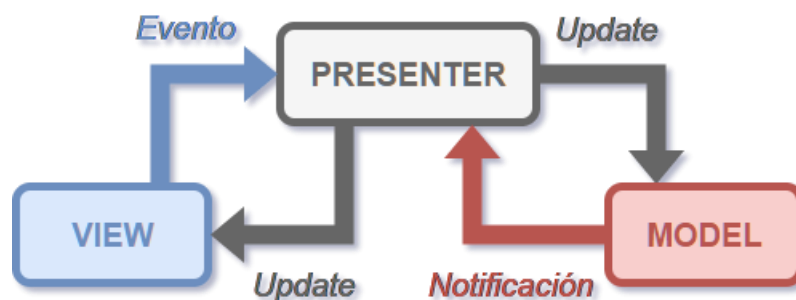 Evento
Update
PRESENTER
VIEW
MODEL
Update
Notificación